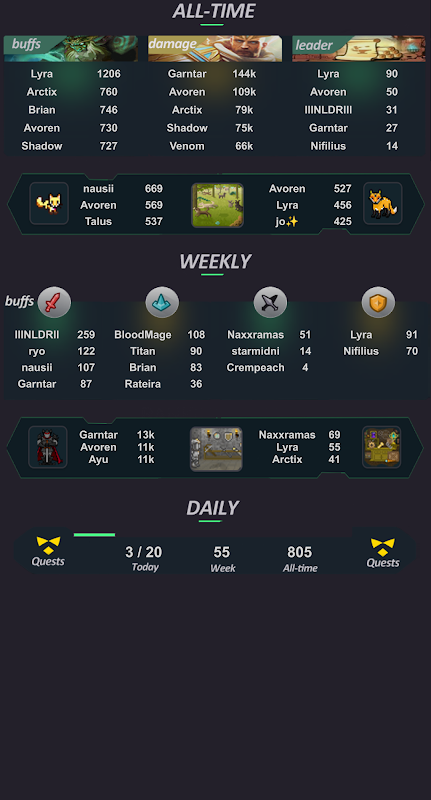 ALL-TIME
buffs damage leader
Lyra 1206 Garntar 144k Lyra 90
Arctix 760 Avoren 109k Avoren 50
Brian 746 Arctix 79k IIINLDRIII 31
Avoren 730 Shadow 75k Garntar 27
Shadow 727 Venom 66k Nifilius 14
nausii 669 Avoren 527
Avoren 569 Lyra 456
Talus 537 jo✨ 425
WEEKLY
buffs
IIINLDRII 259 BloodMage 108 Naxxramas 51 Lyra 91
ryo 122 Titan 90 starmidni 14 Nifilius 70
nausii 107 Brian 83 Crempeach 4
Garntar 87 Rateira 36
Garntar 13k Naxxramas 69
Avoren 11k Lyra 55
Ayu 11k Arctix 41
DAILY
3 / 20 55 805
Quests Today Week All-time Quests